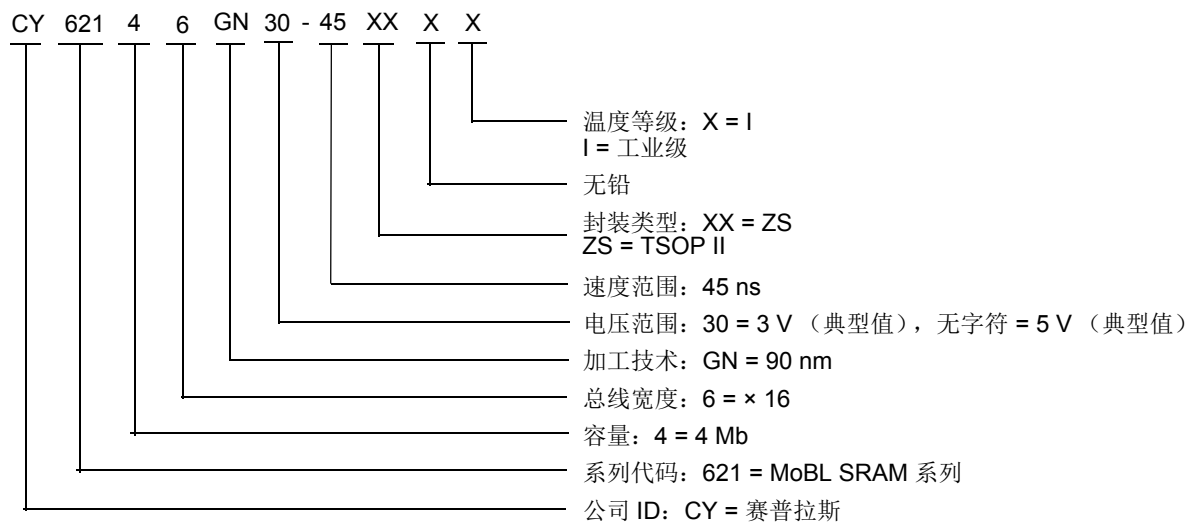 CY 621 4 6 GN 30 - 45 XX X X
温度等级：X = I
I = 工业级
无铅
封装类型：XX = ZS
ZS = TSOP II
速度范围：45 ns
电压范围：30 = 3 V （典型值），无字符 = 5 V （典型值）
加工技术：GN = 90 nm
总线宽度：6 = × 16
容量：4 = 4 Mb
系列代码：621 = MoBL SRAM 系列
公司 ID：CY = 赛普拉斯